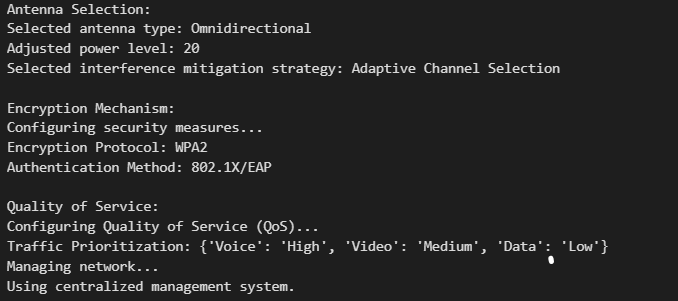 Antenna Selection:
Selected antenna type: Omnidirectional
Adjusted power level: 20
Selected interference mitigation strategy: Adaptive Channel Selection
Encryption Mechanism:
Configuring security measures...
Encryption Protocol: WPA2
Authentication Method: 802.1X/EAP
Quality of Service:
Configuring Quality of Service (QoS)...
Traffic Prioritization: {'Voice': 'High', 'Video': 'Medium', 'Data': 'Low'}
Managing network...
Using centralized management system.